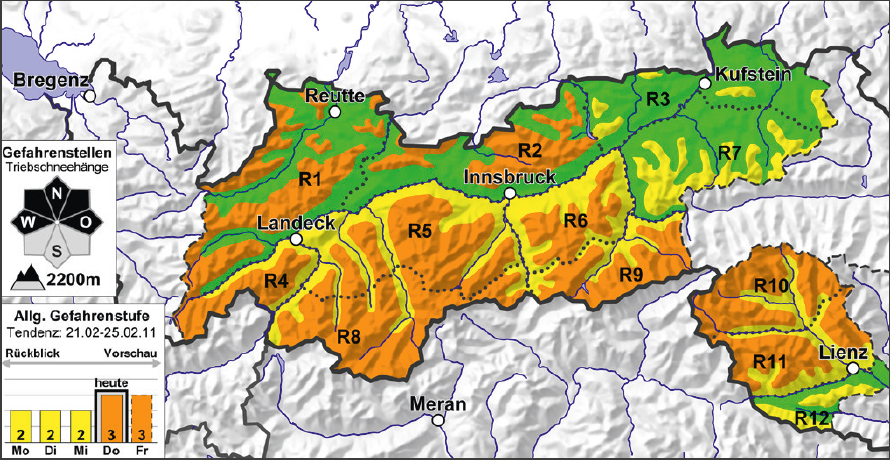 Bregenz
Reutte
Kufstein
R3
R2
R7
R1
Innsbruck
Landeck
R6
R5
R4
R9
R8
R10
R11
Lienz
R12
Meran
Gefahrenstellen
Triebschneehänge
N
W
O
S
2200m
Allg. Gefahrenstufe
Tendenz: 21.02-25.02.11
Rückblick Vorschau
heute
2 2 2 3 3
Mo Di Mi Do Fr